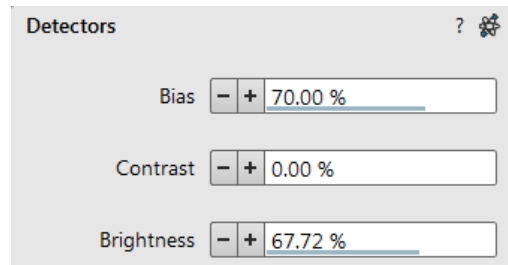 Detectors ?
Bias - + 70.00 %
Contrast - + 0.00 %
Brightness - + 67.72 %